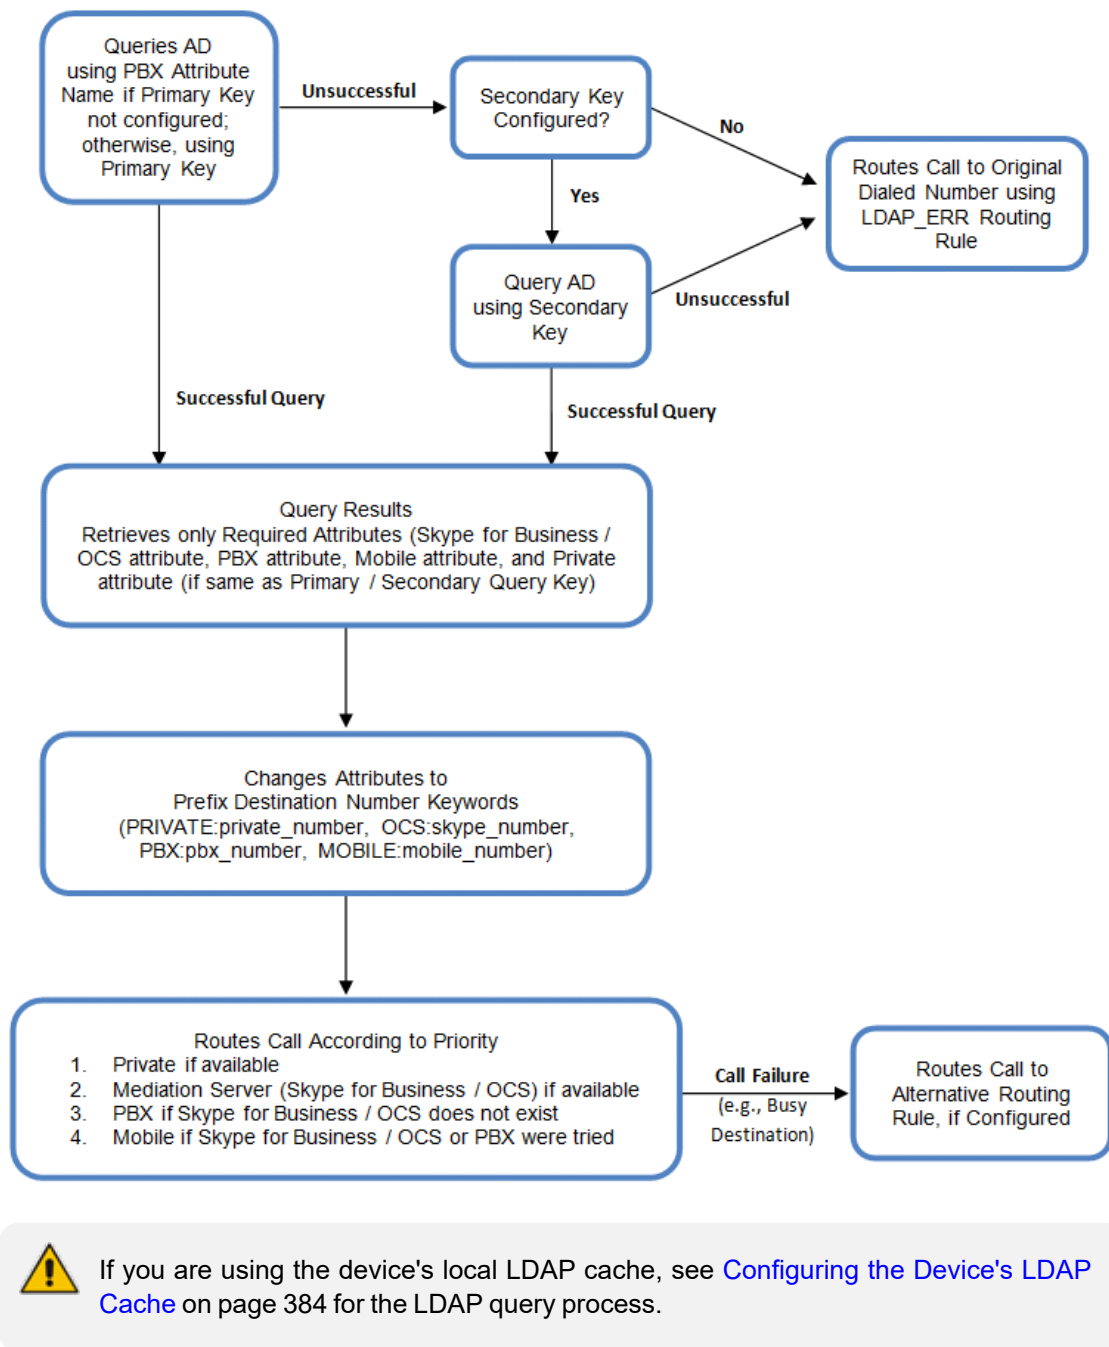 Queries AD
using PBX Attribute
Name if Primary Key
not configured;
otherwise, using
Primary Key
Unsuccessful
Secondary Key
Configured?
No
Routes Call to Original
Dialed Number using
LDAP_ERR Routing
Rule
Yes
Query AD
using Secondary
Key
Unsuccessful
Successful Query
Successful Query
Query Results
Retrieves only Required Attributes (Skype for Business /
OCS attribute, PBX attribute, Mobile attribute, and Private
attribute (if same as Primary / Secondary Query Key)
Changes Attributes to
Prefix Destination Number Keywords
(PRIVATE:private_number, OCS:skype_number,
PBX:pbx_number, MOBILE:mobile_number)
Routes Call According to Priority
1. Private if available
2. Mediation Server (Skype for Business / OCS) if available
3. PBX if Skype for Business / OCS does not exist
4. Mobile if Skype for Business / OCS or PBX were tried
Call Failure
(e.g., Busy
Destination)
Routes Call to
Alternative Routing
Rule, if Configured
If you are using the device's local LDAP cache, see Configuring the Device's LDAP
Cache on page 384 for the LDAP query process.